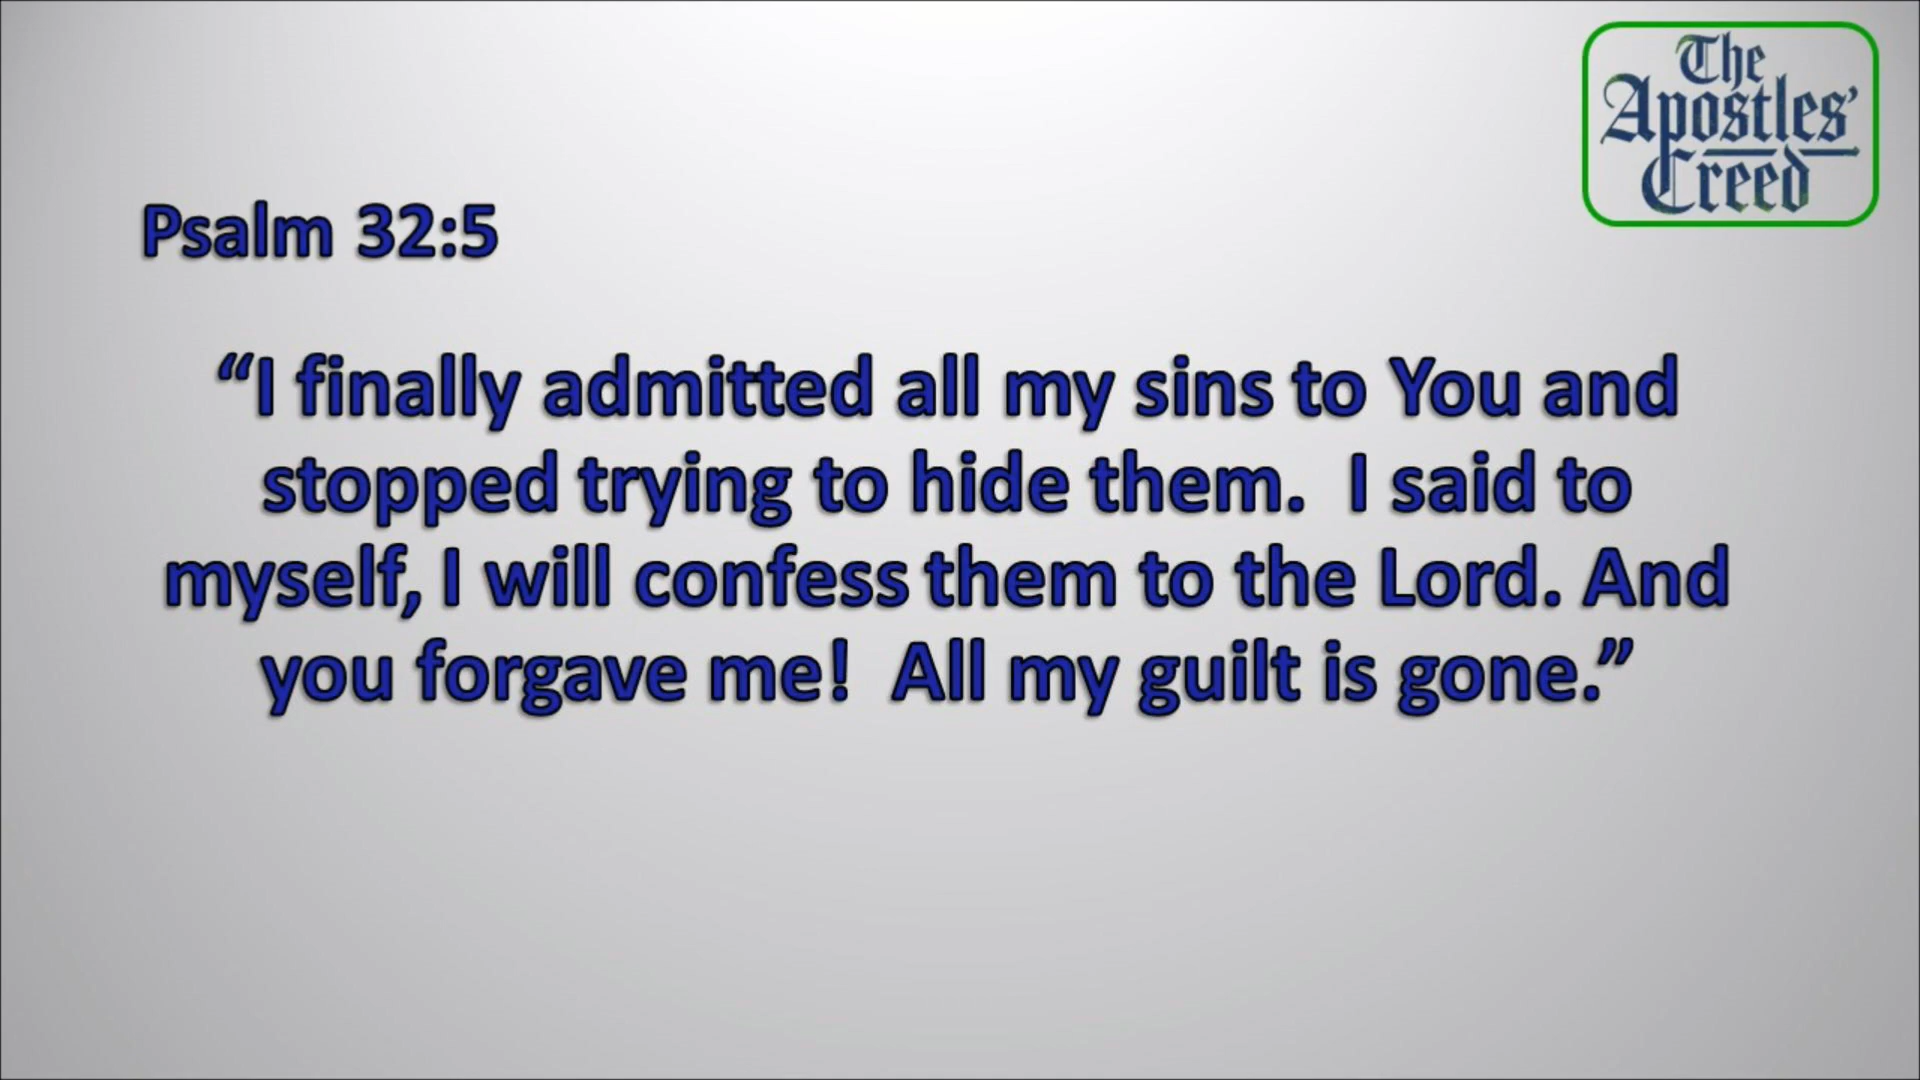 The
Apostles’
Creed
Psalm 32:5
“I finally admitted all my sins to You and
stopped trying to hide them.  I said to
myself, I will confess them to the Lord. And
you forgave me!  All my guilt is gone.”